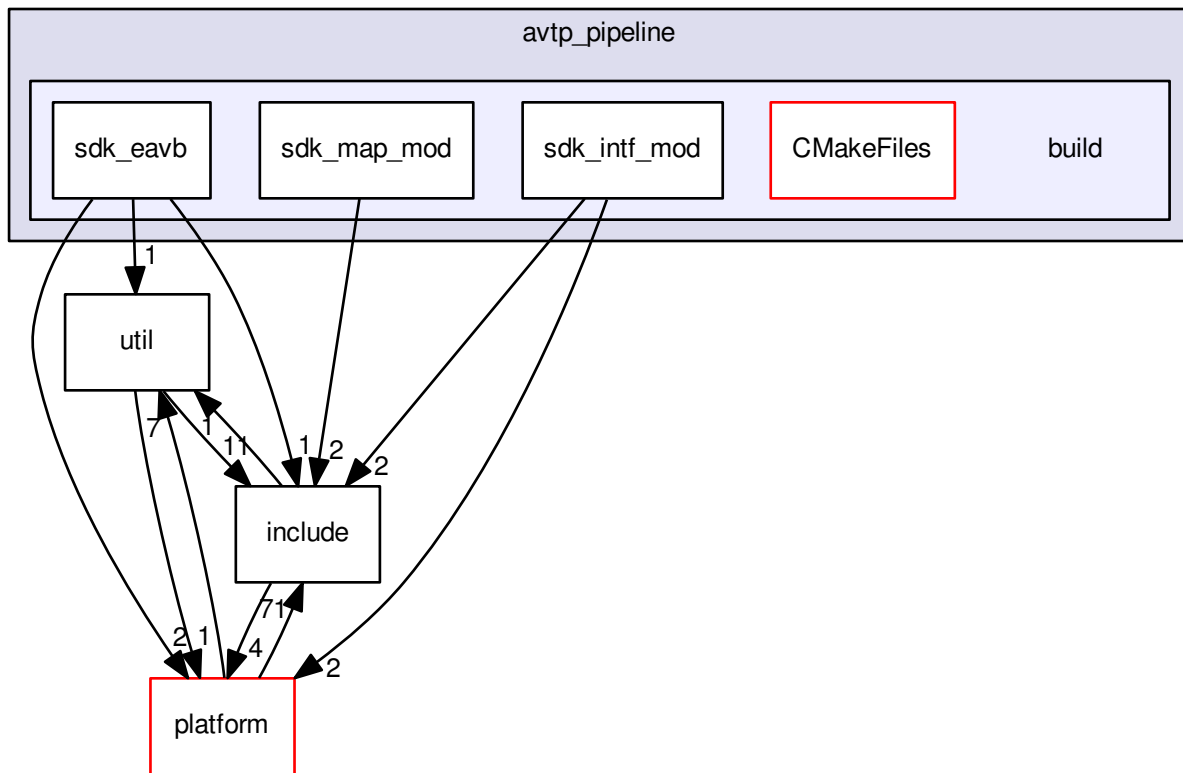 avtp_pipeline
sdk_eavb
sdk_map_mod
sdk_intf_mod
CMakeFiles
build
1
util
7
1
11
1
2
2
include
71
2
1
4
2
platform